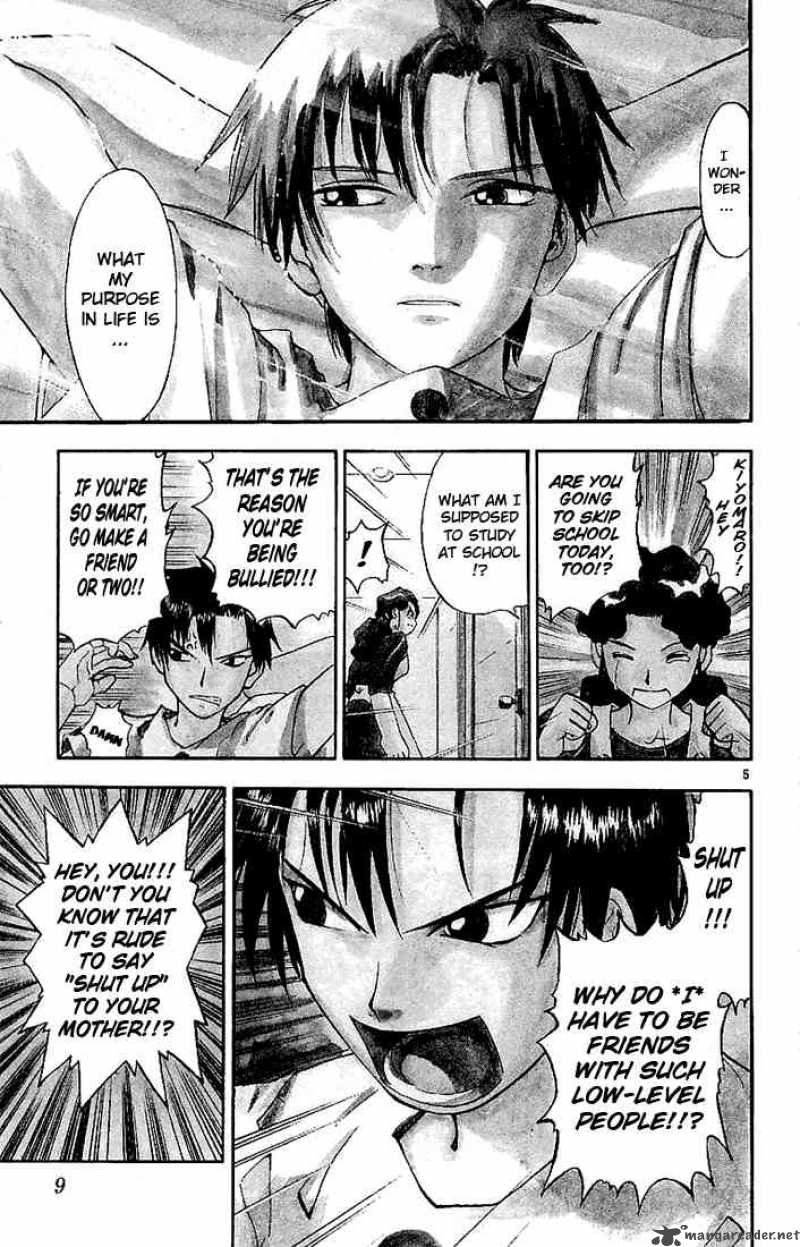 I
WON-
DER
...
WHAT
MY
PURPOSE
IN LIFE IS
...
KIYOMARO!!
HEY
ARE YOU
GOING
TO SKIP
SCHOOL
TODAY,
TOO!?
WHAT AM I
SUPPOSED
TO STUDY
AT SCHOOL
!?
!
THAT'S THE
REASON
YOU'RE
BEING
BULLIED!!!
IF YOU'RE
SO SMART,
GO MAKE A
FRIEND
OR TWO!!
DAMN
5
SHUT
UP
!!!
WHY DO *I*
HAVE TO BE
FRIENDS
WITH SUCH
LOW-LEVEL
PEOPLE!!?
HEY, YOU!!!
DON'T YOU
KNOW THAT
IT'S RUDE
TO SAY
"SHUT UP"
TO YOUR
MOTHER!!?
9
mangareader.net